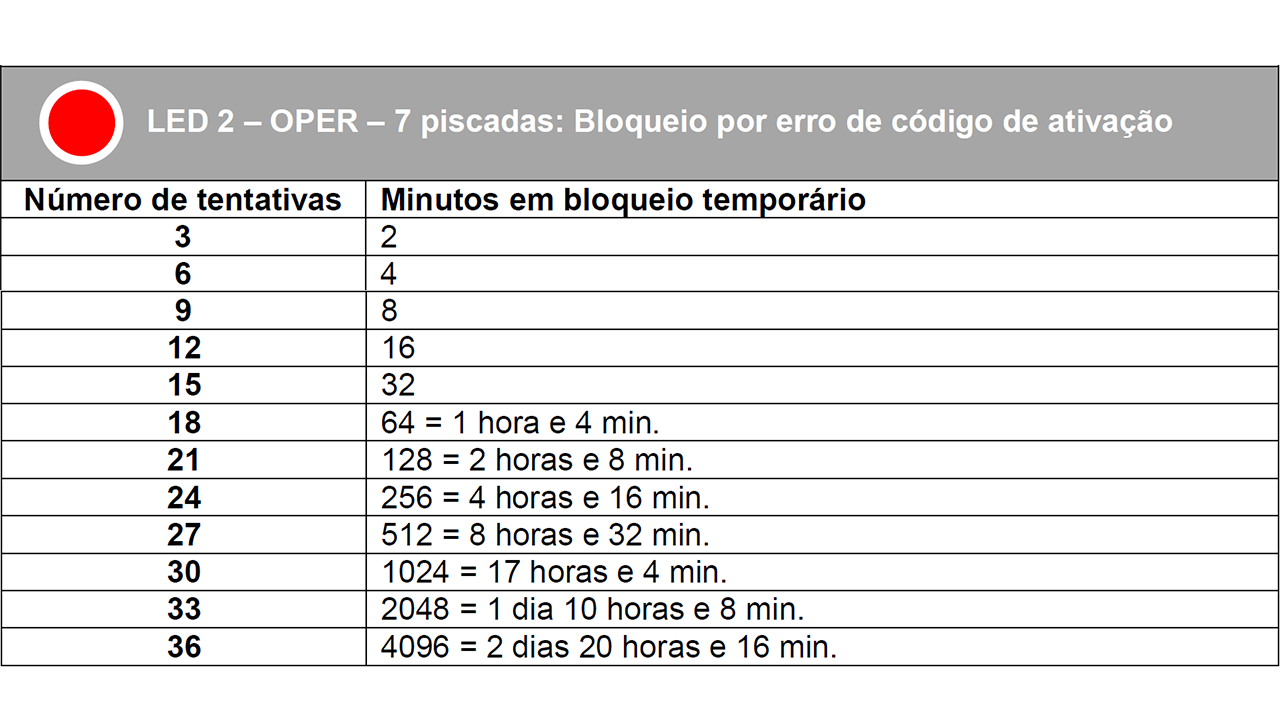 LED 2 – OPER – 7 piscadas: Bloqueio por erro de código de ativação
Número de tentativas Minutos em bloqueio temporário
3 2
6 4
9 8
12 16
15 32
18 64 = 1 hora e 4 min.
21 128 = 2 horas e 8 min.
24 256 = 4 horas e 16 min.
27 512 = 8 horas e 32 min.
30 1024 = 17 horas e 4 min.
33 2048 = 1 dia 10 horas e 8 min.
36 4096 = 2 dias 20 horas e 16 min.